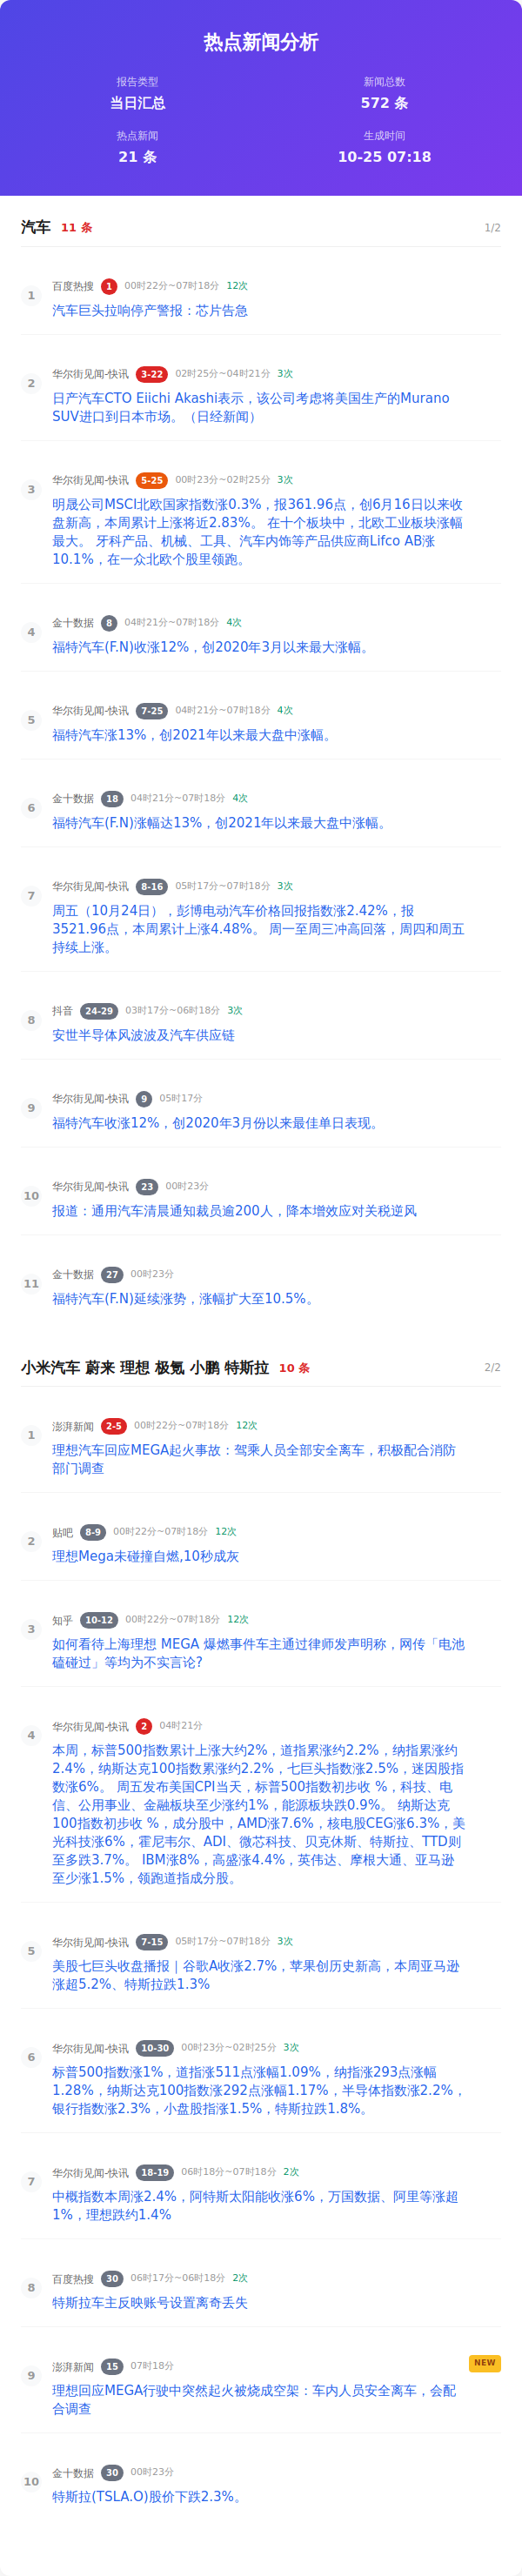 热点新闻分析
报告类型
新闻总数
当日汇总
572 条
热点新闻
生成时间
21 条
10-25 07:18
汽车 11 条
1/2
1
百度热搜 1 00时22分~07时18分 12次
汽车巨头拉响停产警报：芯片告急
2
华尔街见闻-快讯 3-22 02时25分~04时21分 3次
日产汽车CTO Eiichi Akashi表示，该公司考虑将美国生产的Murano
SUV进口到日本市场。（日经新闻）
3
华尔街见闻-快讯 5-25 00时23分~02时25分 3次
明晟公司MSCI北欧国家指数涨0.3%，报361.96点，创6月16日以来收
盘新高，本周累计上涨将近2.83%。 在十个板块中，北欧工业板块涨幅
最大。 牙科产品、机械、工具、汽车内饰等产品供应商Lifco AB涨
10.1%，在一众北欧个股里领跑。
4
金十数据 8 04时21分~07时18分 4次
福特汽车(F.N)收涨12%，创2020年3月以来最大涨幅。
5
华尔街见闻-快讯 7-25 04时21分~07时18分 4次
福特汽车涨13%，创2021年以来最大盘中涨幅。
6
金十数据 18 04时21分~07时18分 4次
福特汽车(F.N)涨幅达13%，创2021年以来最大盘中涨幅。
7
华尔街见闻-快讯 8-16 05时17分~07时18分 3次
周五（10月24日），彭博电动汽车价格回报指数涨2.42%，报
3521.96点，本周累计上涨4.48%。 周一至周三冲高回落，周四和周五
持续上涨。
8
抖音 24-29 03时17分~06时18分 3次
安世半导体风波波及汽车供应链
9
华尔街见闻-快讯 9 05时17分
福特汽车收涨12%，创2020年3月份以来最佳单日表现。
10
华尔街见闻-快讯 23 00时23分
报道：通用汽车清晨通知裁员逾200人，降本增效应对关税逆风
11
金十数据 27 00时23分
福特汽车(F.N)延续涨势，涨幅扩大至10.5%。
小米汽车 蔚来 理想 极氪 小鹏 特斯拉 10 条
2/2
1
澎湃新闻 2-5 00时22分~07时18分 12次
理想汽车回应MEGA起火事故：驾乘人员全部安全离车，积极配合消防
部门调查
2
贴吧 8-9 00时22分~07时18分 12次
理想Mega未碰撞自燃,10秒成灰
3
知乎 10-12 00时22分~07时18分 12次
如何看待上海理想 MEGA 爆燃事件车主通过律师发声明称，网传「电池
磕碰过」等均为不实言论?
4
华尔街见闻-快讯 2 04时21分
本周，标普500指数累计上涨大约2%，道指累涨约2.2%，纳指累涨约
2.4%，纳斯达克100指数累涨约2.2%，七巨头指数涨2.5%，迷因股指
数涨6%。 周五发布美国CPI当天，标普500指数初步收 %，科技、电
信、公用事业、金融板块至少涨约1%，能源板块跌0.9%。 纳斯达克
100指数初步收 %，成分股中，AMD涨7.6%，核电股CEG涨6.3%，美
光科技涨6%，霍尼韦尔、ADI、微芯科技、贝克休斯、特斯拉、TTD则
至多跌3.7%。 IBM涨8%，高盛涨4.4%，英伟达、摩根大通、亚马逊
至少涨1.5%，领跑道指成分股。
5
华尔街见闻-快讯 7-15 05时17分~07时18分 3次
美股七巨头收盘播报｜谷歌A收涨2.7%，苹果创历史新高，本周亚马逊
涨超5.2%、特斯拉跌1.3%
6
华尔街见闻-快讯 10-30 00时23分~02时25分 3次
标普500指数涨1%，道指涨511点涨幅1.09%，纳指涨293点涨幅
1.28%，纳斯达克100指数涨292点涨幅1.17%，半导体指数涨2.2%，
银行指数涨2.3%，小盘股指涨1.5%，特斯拉跌1.8%。
7
华尔街见闻-快讯 18-19 06时18分~07时18分 2次
中概指数本周涨2.4%，阿特斯太阳能收涨6%，万国数据、阿里等涨超
1%，理想跌约1.4%
8
百度热搜 30 06时17分~06时18分 2次
特斯拉车主反映账号设置离奇丢失
9
澎湃新闻 15 07时18分
NEW
理想回应MEGA行驶中突然起火被烧成空架：车内人员安全离车，会配
合调查
10
金十数据 30 00时23分
特斯拉(TSLA.O)股价下跌2.3%。